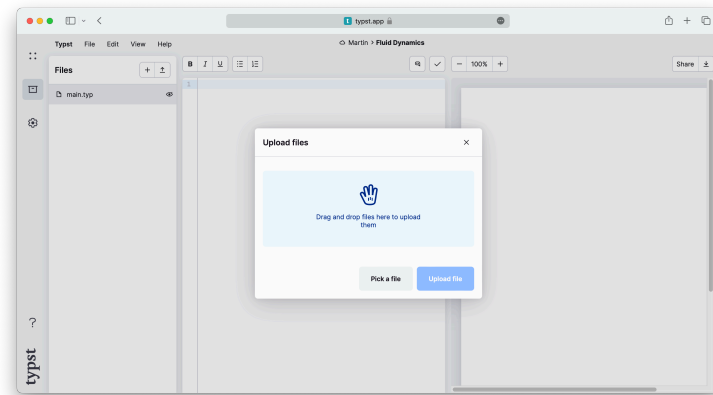 typst.app
Typst File Edit View Help
Martin > Fluid Dynamics
Files
B I U
100%
Share
main.typ
1
Upload files
Drag and drop files here to upload
them
Pick a file
Upload file
?
typst